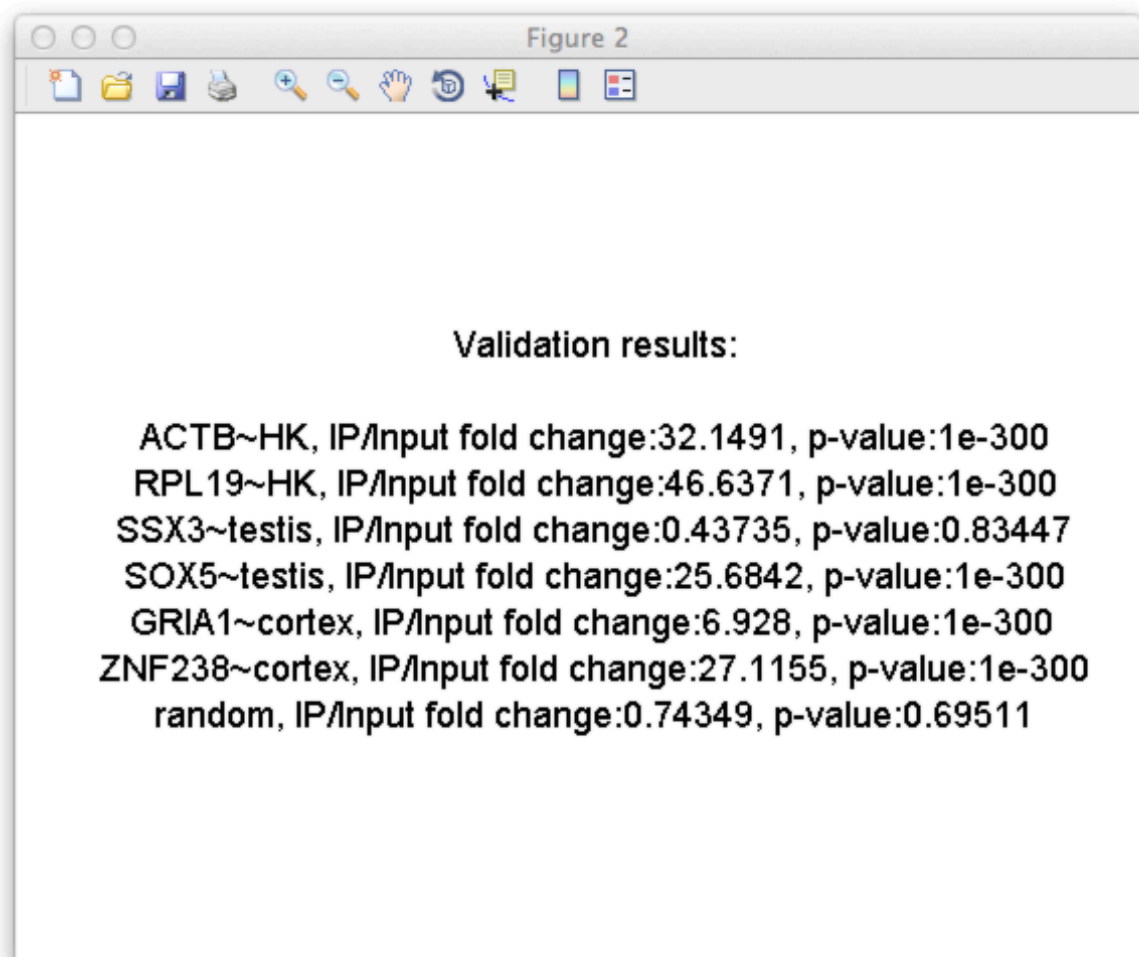 Figure 2
Validation results:
ACTB~HK, IP/Input fold change:32.1491, p-value:1e-300
RPL19~HK, IP/Input fold change:46.6371, p-value:1e-300
SSX3~testis, IP/Input fold change:0.43735, p-value:0.83447
SOX5~testis, IP/Input fold change:25.6842, p-value:1e-300
GRIA1~cortex, IP/Input fold change:6.928, p-value:1e-300
ZNF238~cortex, IP/Input fold change:27.1155, p-value:1e-300
random, IP/Input fold change:0.74349, p-value:0.69511